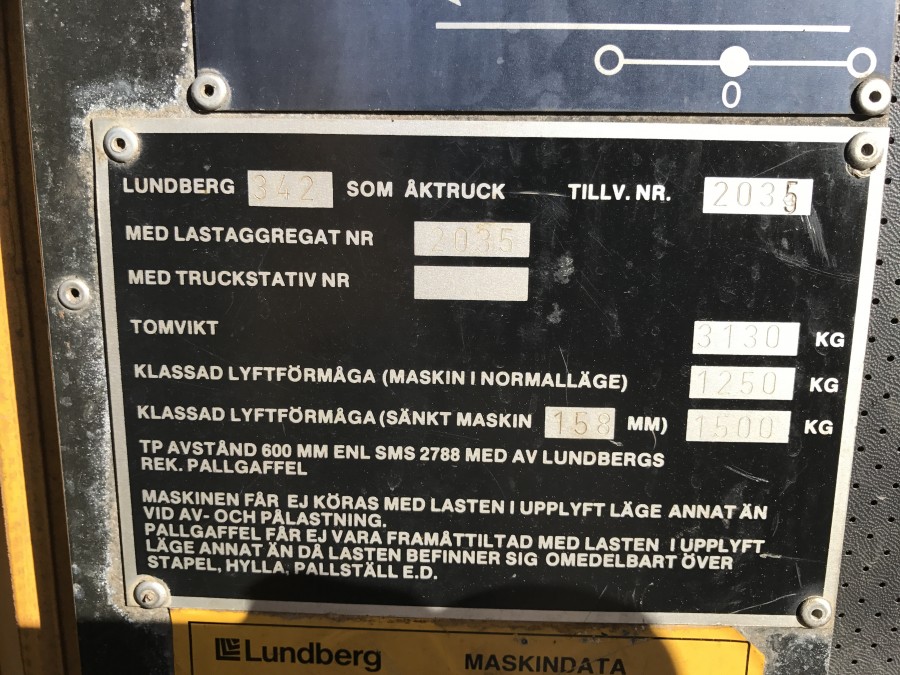 0
LUNDBERG 342 SOM ÅKTRUCK TILLV. NR. 2035
MED LASTAGGREGAT NR 2035
MED TRUCKSTATIV NR
TOMVIKT 3130 KG
KLASSAD LYFTFÖRMÅGA (MASKIN I NORMALLÄGE) 1250 KG
KLASSAD LYFTFÖRMÅGA (SÄNKT MASKIN 158 MM) 1500 KG
TP AVSTÅND 600 MM ENL SMS 2788 MED AV LUNDBERGS
REK. PALLGAFFEL
MASKINEN FÅR EJ KÖRAS MED LASTEN I UPPLYFT LÄGE ANNAT ÄN
VID AV- OCH PÅLASTNING.
PALLGAFFEL FÅR EJ VARA FRAMÅTTILTAD MED LASTEN I UPPLYFT
LÄGE ANNAT ÄN DÅ LASTEN BEFINNER SIG OMEDELBART ÖVER
STAPEL, HYLLA, PALLSTÄLL E.D.
Lundberg MASKINDATA